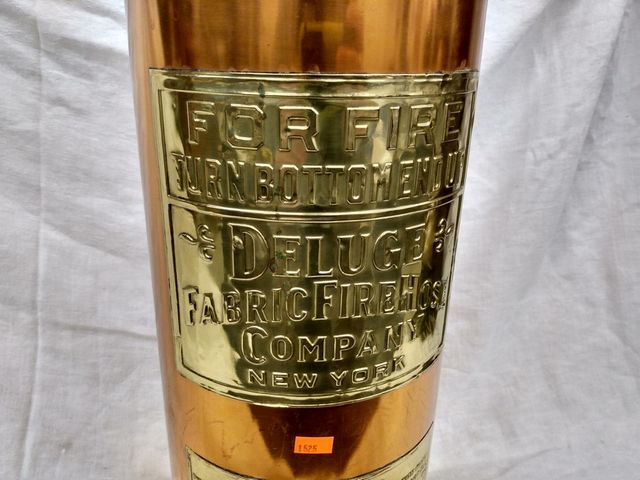 FOR FIRE
TURN BOTTOM END UP
DELUGE
FABRIC FIRE HOSE
COMPANY
NEW YORK
1525